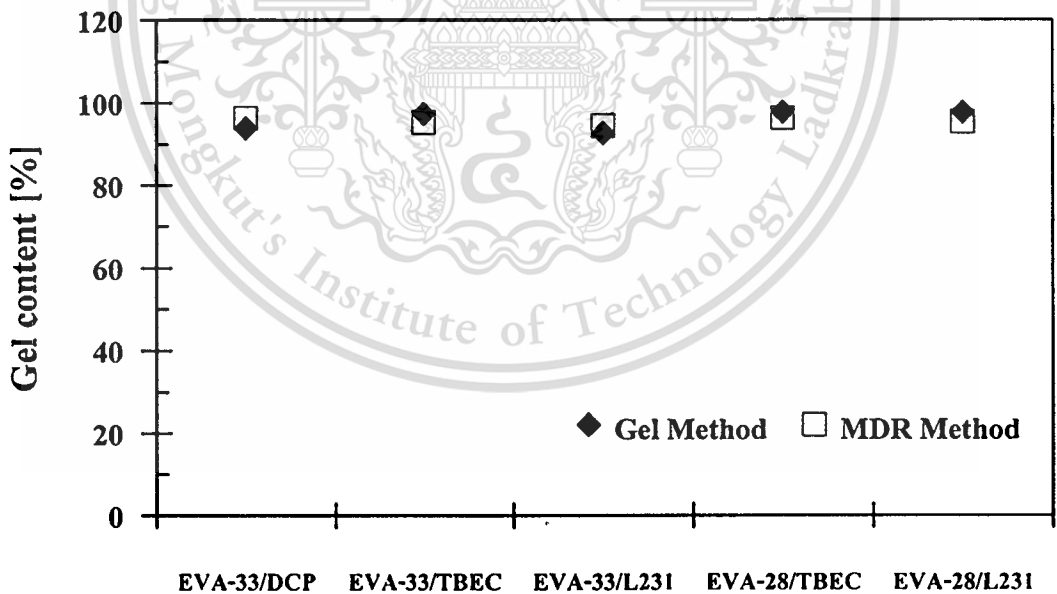 120
100
80
60
40
20
0
Gel content [%]
Gel Method
MDR Method
EVA-33/DCP
EVA-33/TBEC
EVA-33/L231
EVA-28/TBEC
EVA-28/L231
Mongkut's Institute of Technology Ladkrab